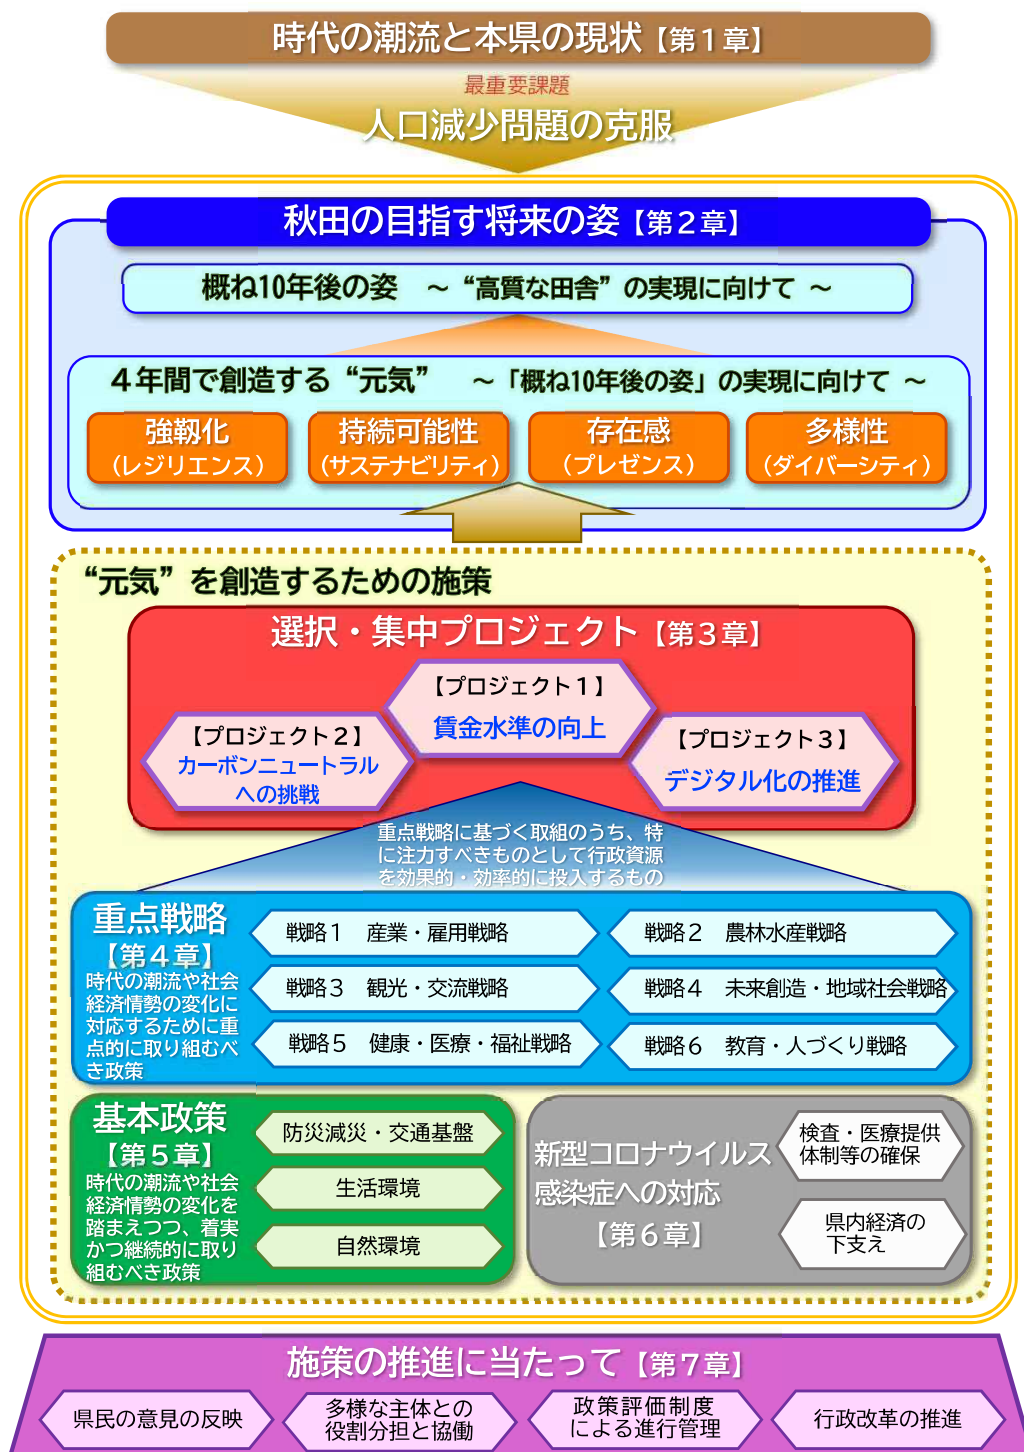 時代の潮流と本県の現状【第１章】
最重要課題
人口減少問題の克服
秋田の目指す将来の姿【第２章】
概ね10年後の姿　～“高質な田舎”の実現に向けて ～
４年間で創造する“元気”　～「概ね10年後の姿」の実現に向けて ～
強靱化
（レジリエンス）
持続可能性
（サステナビリティ）
存在感
（プレゼンス）
多様性
（ダイバーシティ）
“元気”を創造するための施策
選択・集中プロジェクト【第３章】
【プロジェクト１】
賃金水準の向上
【プロジェクト２】
カーボンニュートラル
への挑戦
【プロジェクト３】
デジタル化の推進
重点戦略に基づく取組のうち、特
に注力すべきものとして行政資源
を効果的・効率的に投入するもの
重点戦略
【第４章】
時代の潮流や社会
経済情勢の変化に
対応するために重
点的に取り組むべ
き政策
戦略１　産業・雇用戦略
戦略２　農林水産戦略
戦略３　観光・交流戦略
戦略４　未来創造・地域社会戦略
戦略５　健康・医療・福祉戦略
戦略６　教育・人づくり戦略
基本政策
【第５章】
時代の潮流や社会
経済情勢の変化を
踏まえつつ、着実
かつ継続的に取り
組むべき政策
防災減災・交通基盤
生活環境
自然環境
新型コロナウイルス
感染症への対応
【第６章】
検査・医療提供
体制等の確保
県内経済の
下支え
施策の推進に当たって【第７章】
県民の意見の反映
多様な主体との
役割分担と協働
政策評価制度
による進行管理
行政改革の推進